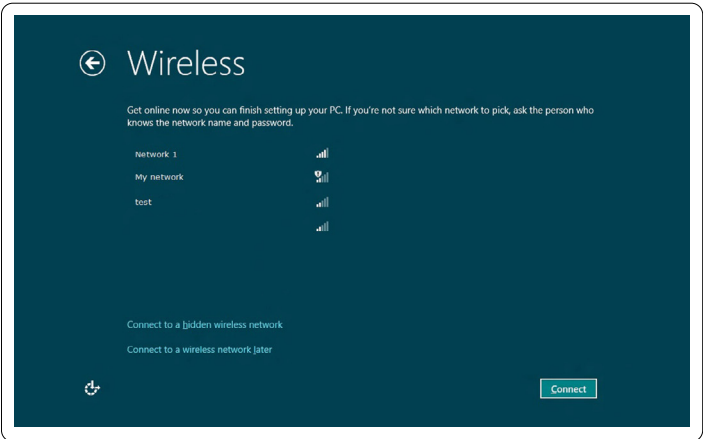 Wireless
Get online now so you can finish setting up your PC. If you're not sure which network to pick, ask the person who
knows the network name and password.
Network 1
My network
test
Connect to a hidden wireless network
Connect to a wireless network later
Connect